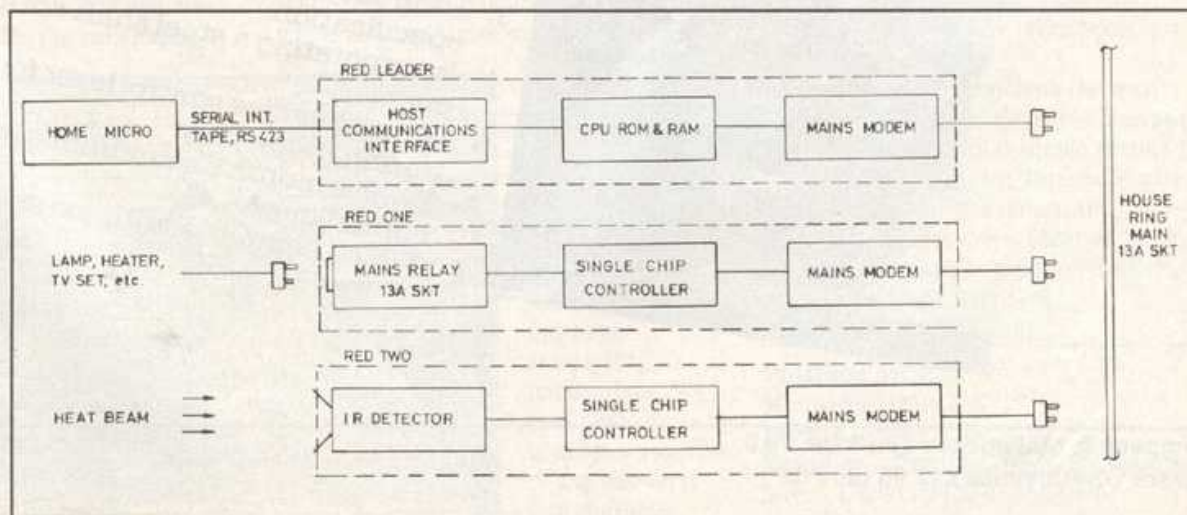 RED LEADER
HOME MICRO
SERIAL INT.
TAPE, RS 423
HOST
COMMUNICATIONS
INTERFACE
CPU ROM & RAM
MAINS MODEM
HOUSE
RING
MAIN
13A SKT
RED ONE
LAMP, HEATER,
TV SET, etc.
MAINS RELAY
13A SKT
SINGLE CHIP
CONTROLLER
MAINS MODEM
RED TWO
HEAT BEAM
I.R. DETECTOR
SINGLE CHIP
CONTROLLER
MAINS MODEM